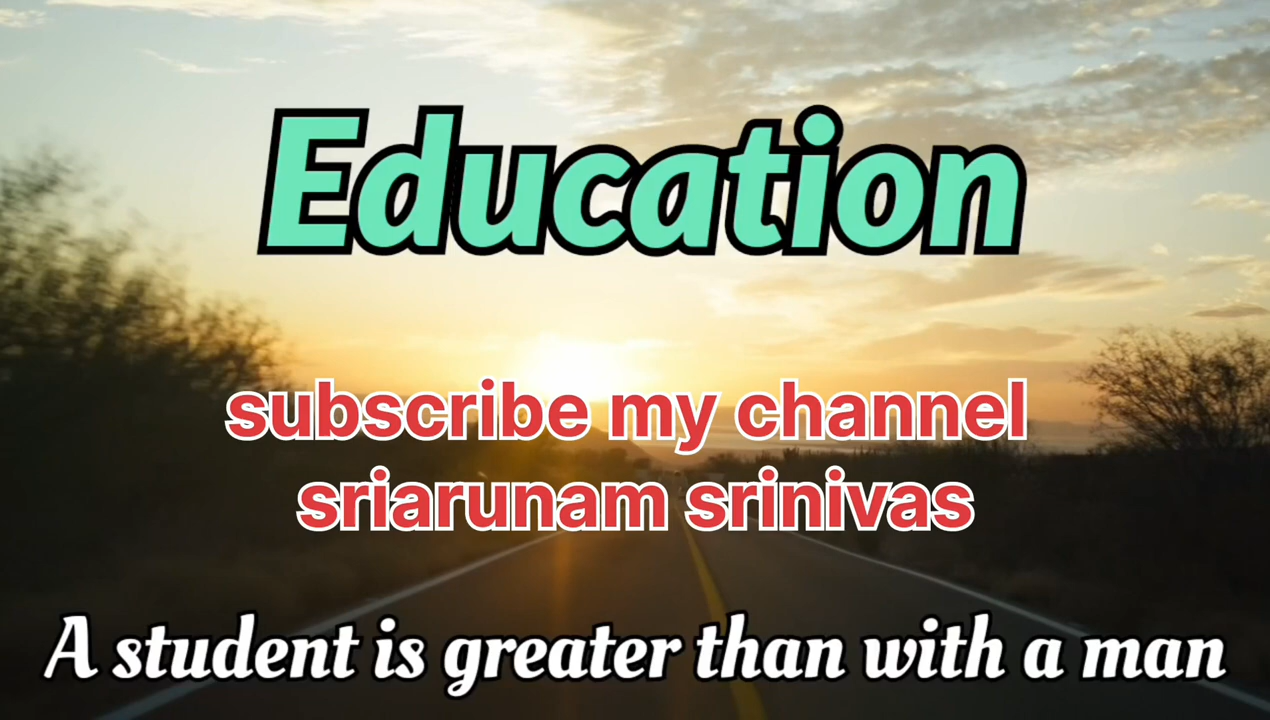 Education
subscribe my channel
sriarunam srinivas
A student is greater than with a man